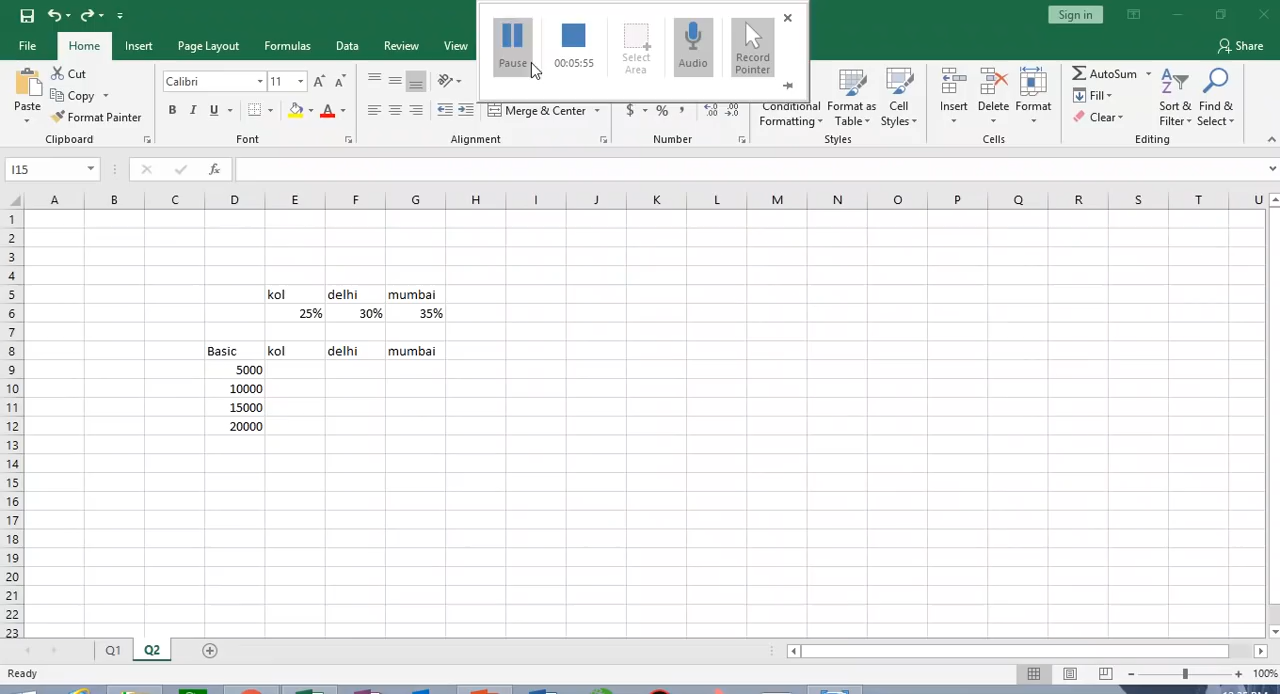 Sign in
File Home Insert Page Layout Formulas Data Review View Share
Pause 00:05:55 Select Area Audio Record Pointer
Paste Cut Copy Format Painter
Clipboard
Calibri 11
B I U
Font
Merge & Center
Alignment
$ % ,
Number
Conditional Formatting Format as Table Cell Styles
Styles
Insert Delete Format
Cells
AutoSum Fill Clear Sort & Filter Find & Select
Editing
I15 fx
A B C D E F G H I J K L M N O P Q R S T U
1
2
3
4
5 kol delhi mumbai
6 25% 30% 35%
7
8 Basic kol delhi mumbai
9 5000
10 10000
11 15000
12 20000
13
14
15
16
17
18
19
20
21
22
23
Q1 Q2
Ready 100%